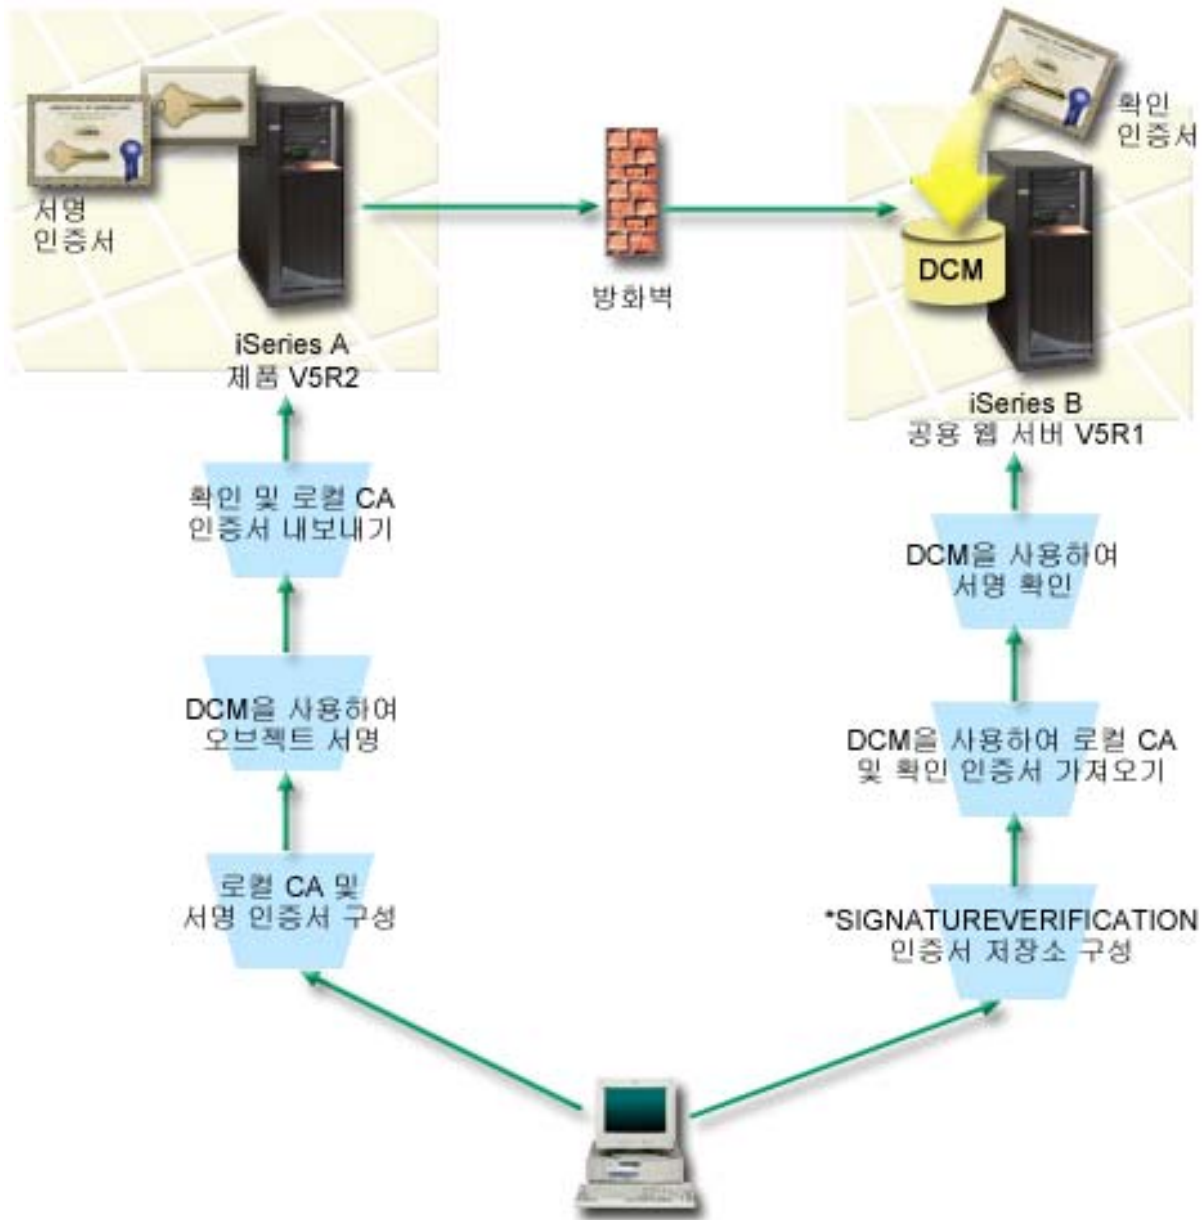 서명
인증서
확인
인증서
방화벽
DCM
iSeries A
제품 V5R2
iSeries B
공용 웹 서버 V5R1
확인 및 로컬 CA
인증서 내보내기
DCM을 사용하여
서명 확인
DCM을 사용하여
오브젝트 서명
DCM을 사용하여 로컬 CA
및 확인 인증서 가져오기
로컬 CA 및
서명 인증서 구성
*SIGNATUREVERIFICATION
인증서 저장소 구성